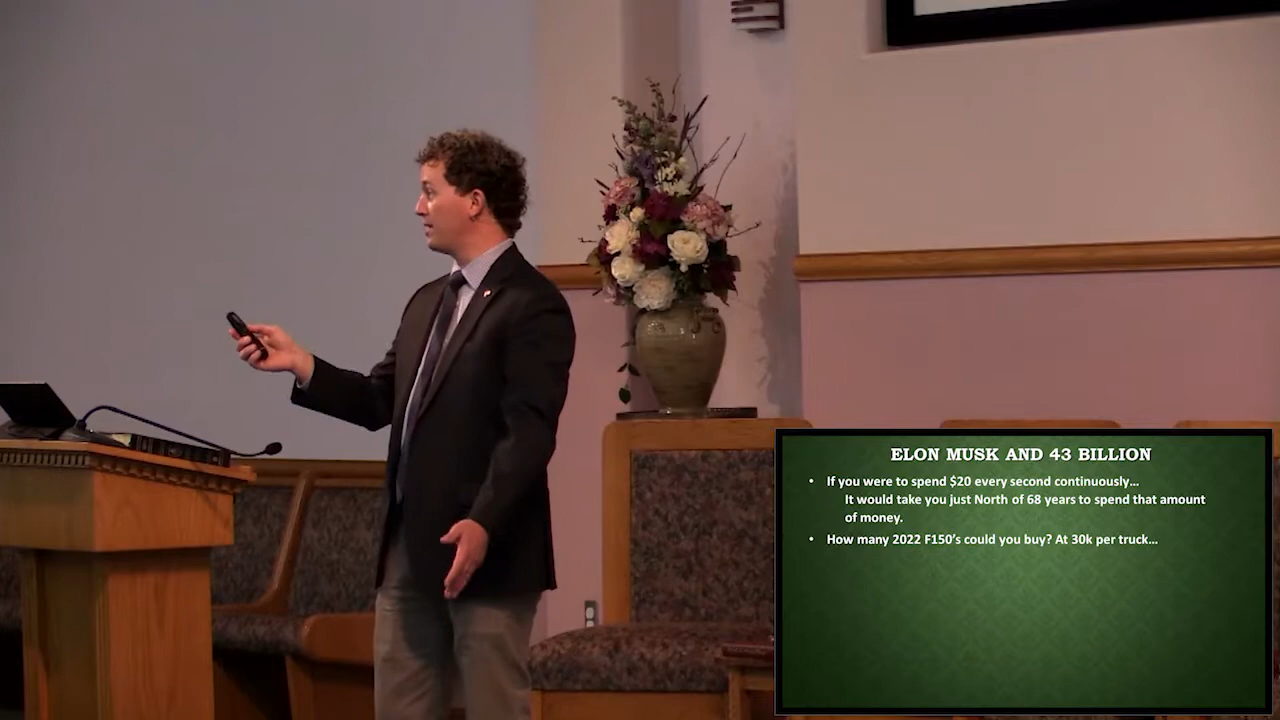 ELON MUSK AND 43 BILLION
• If you were to spend $20 every second continuously…
It would take you just North of 68 years to spend that amount
of money.
• How many 2022 F150’s could you buy? At 30k per truck…